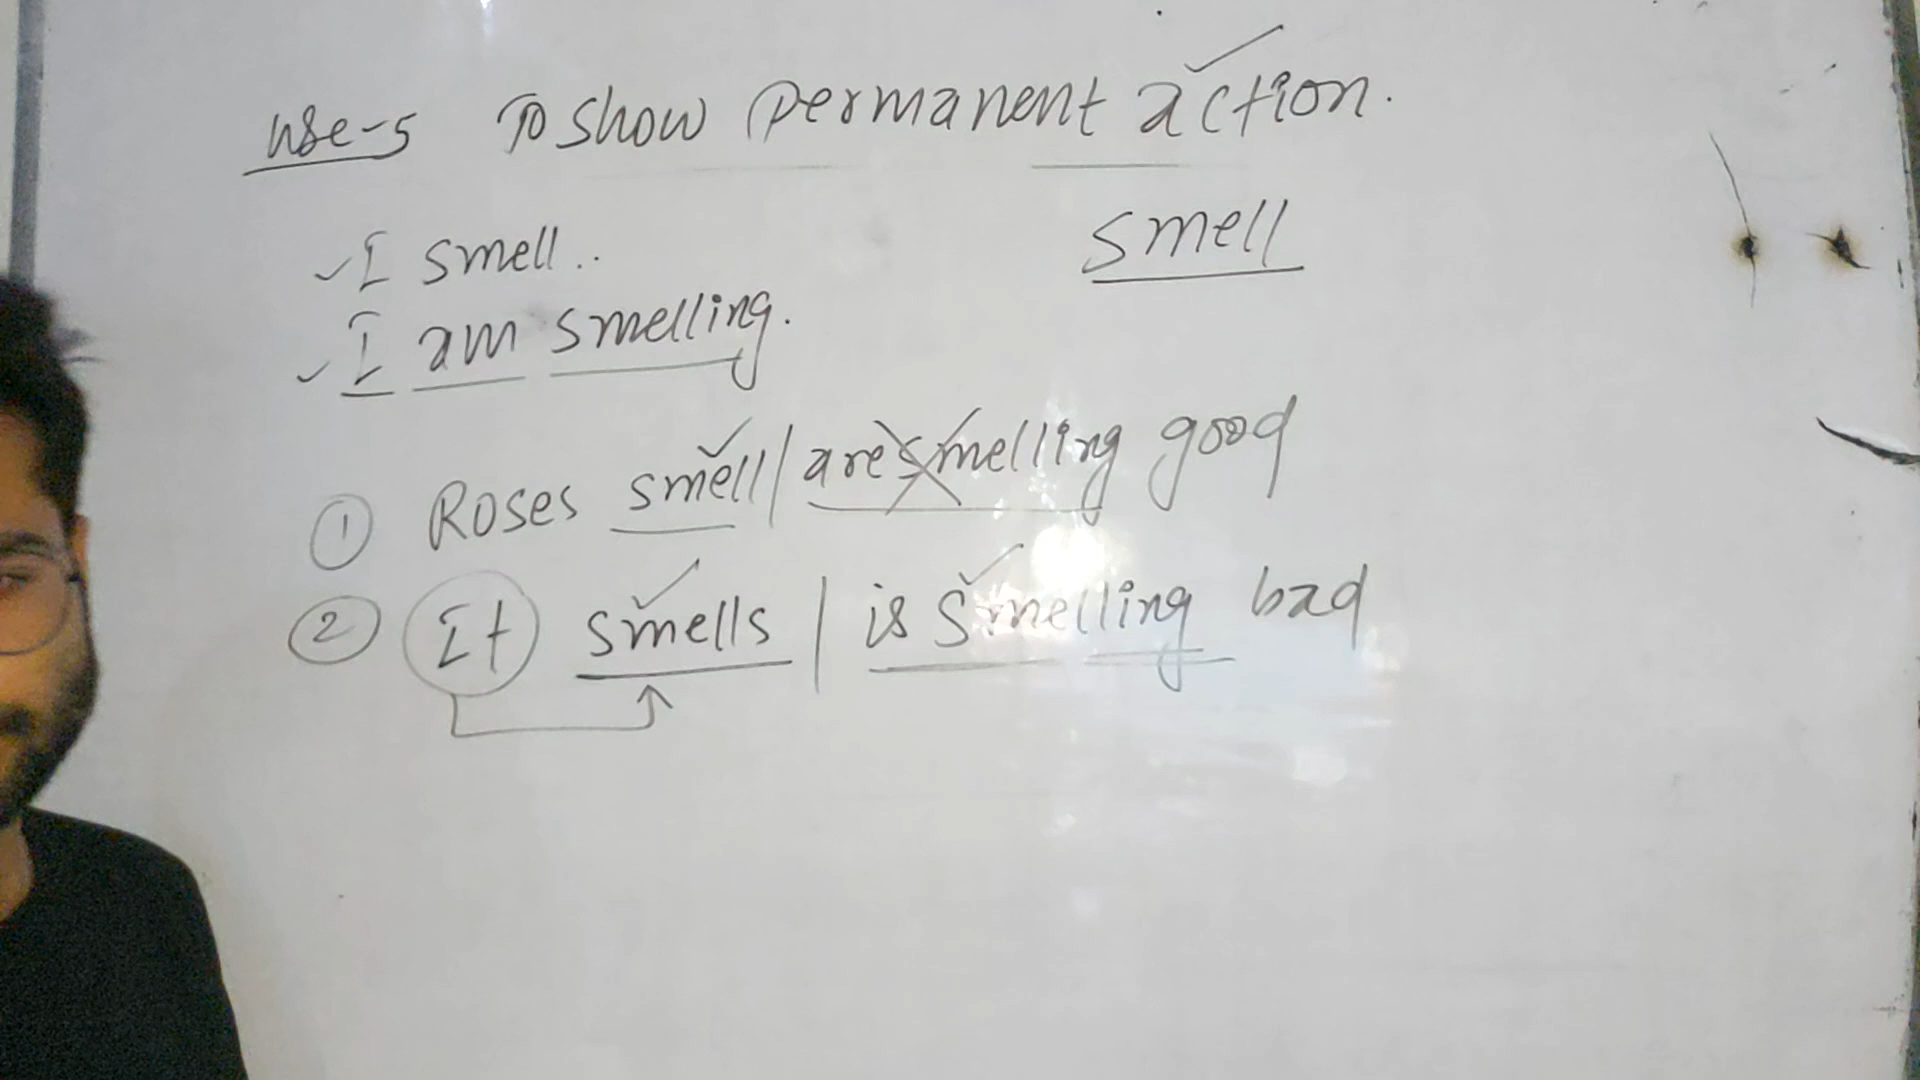 use-5 To show permanent action.
smell
I smell..
I am smelling.
① Roses smell/are smelling good
② It smells | is smelling bad